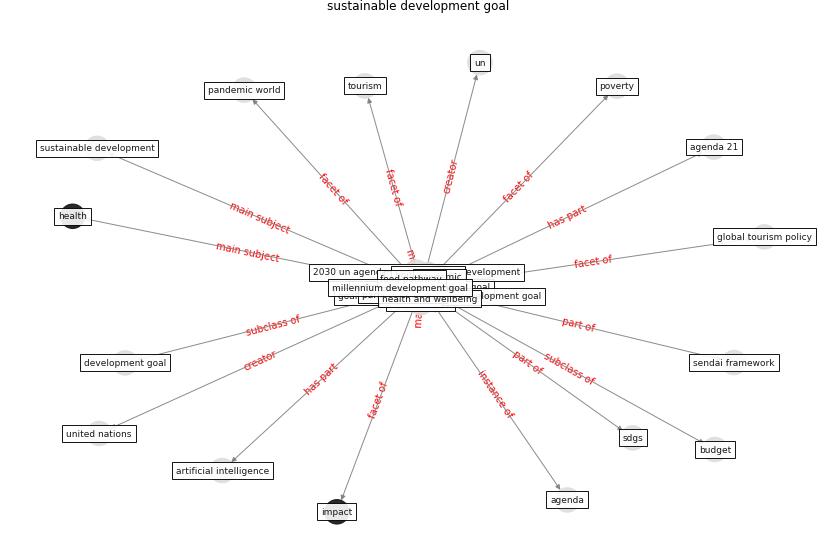 sustainable development goal
un
tourism
poverty
pandemic world
agenda 21
sustainable development
health
global tourism policy
facet of
facet of
creator
facet of
has part
main subject
main subject
facet of
2030 un agenda
development
food pathway
millennium development goal
health and wellbeing
subclass of
creator
has part
facet of
instance of
part of
subclass of
part of
development goal
sendai framework
united nations
sdgs
budget
artificial intelligence
agenda
impact